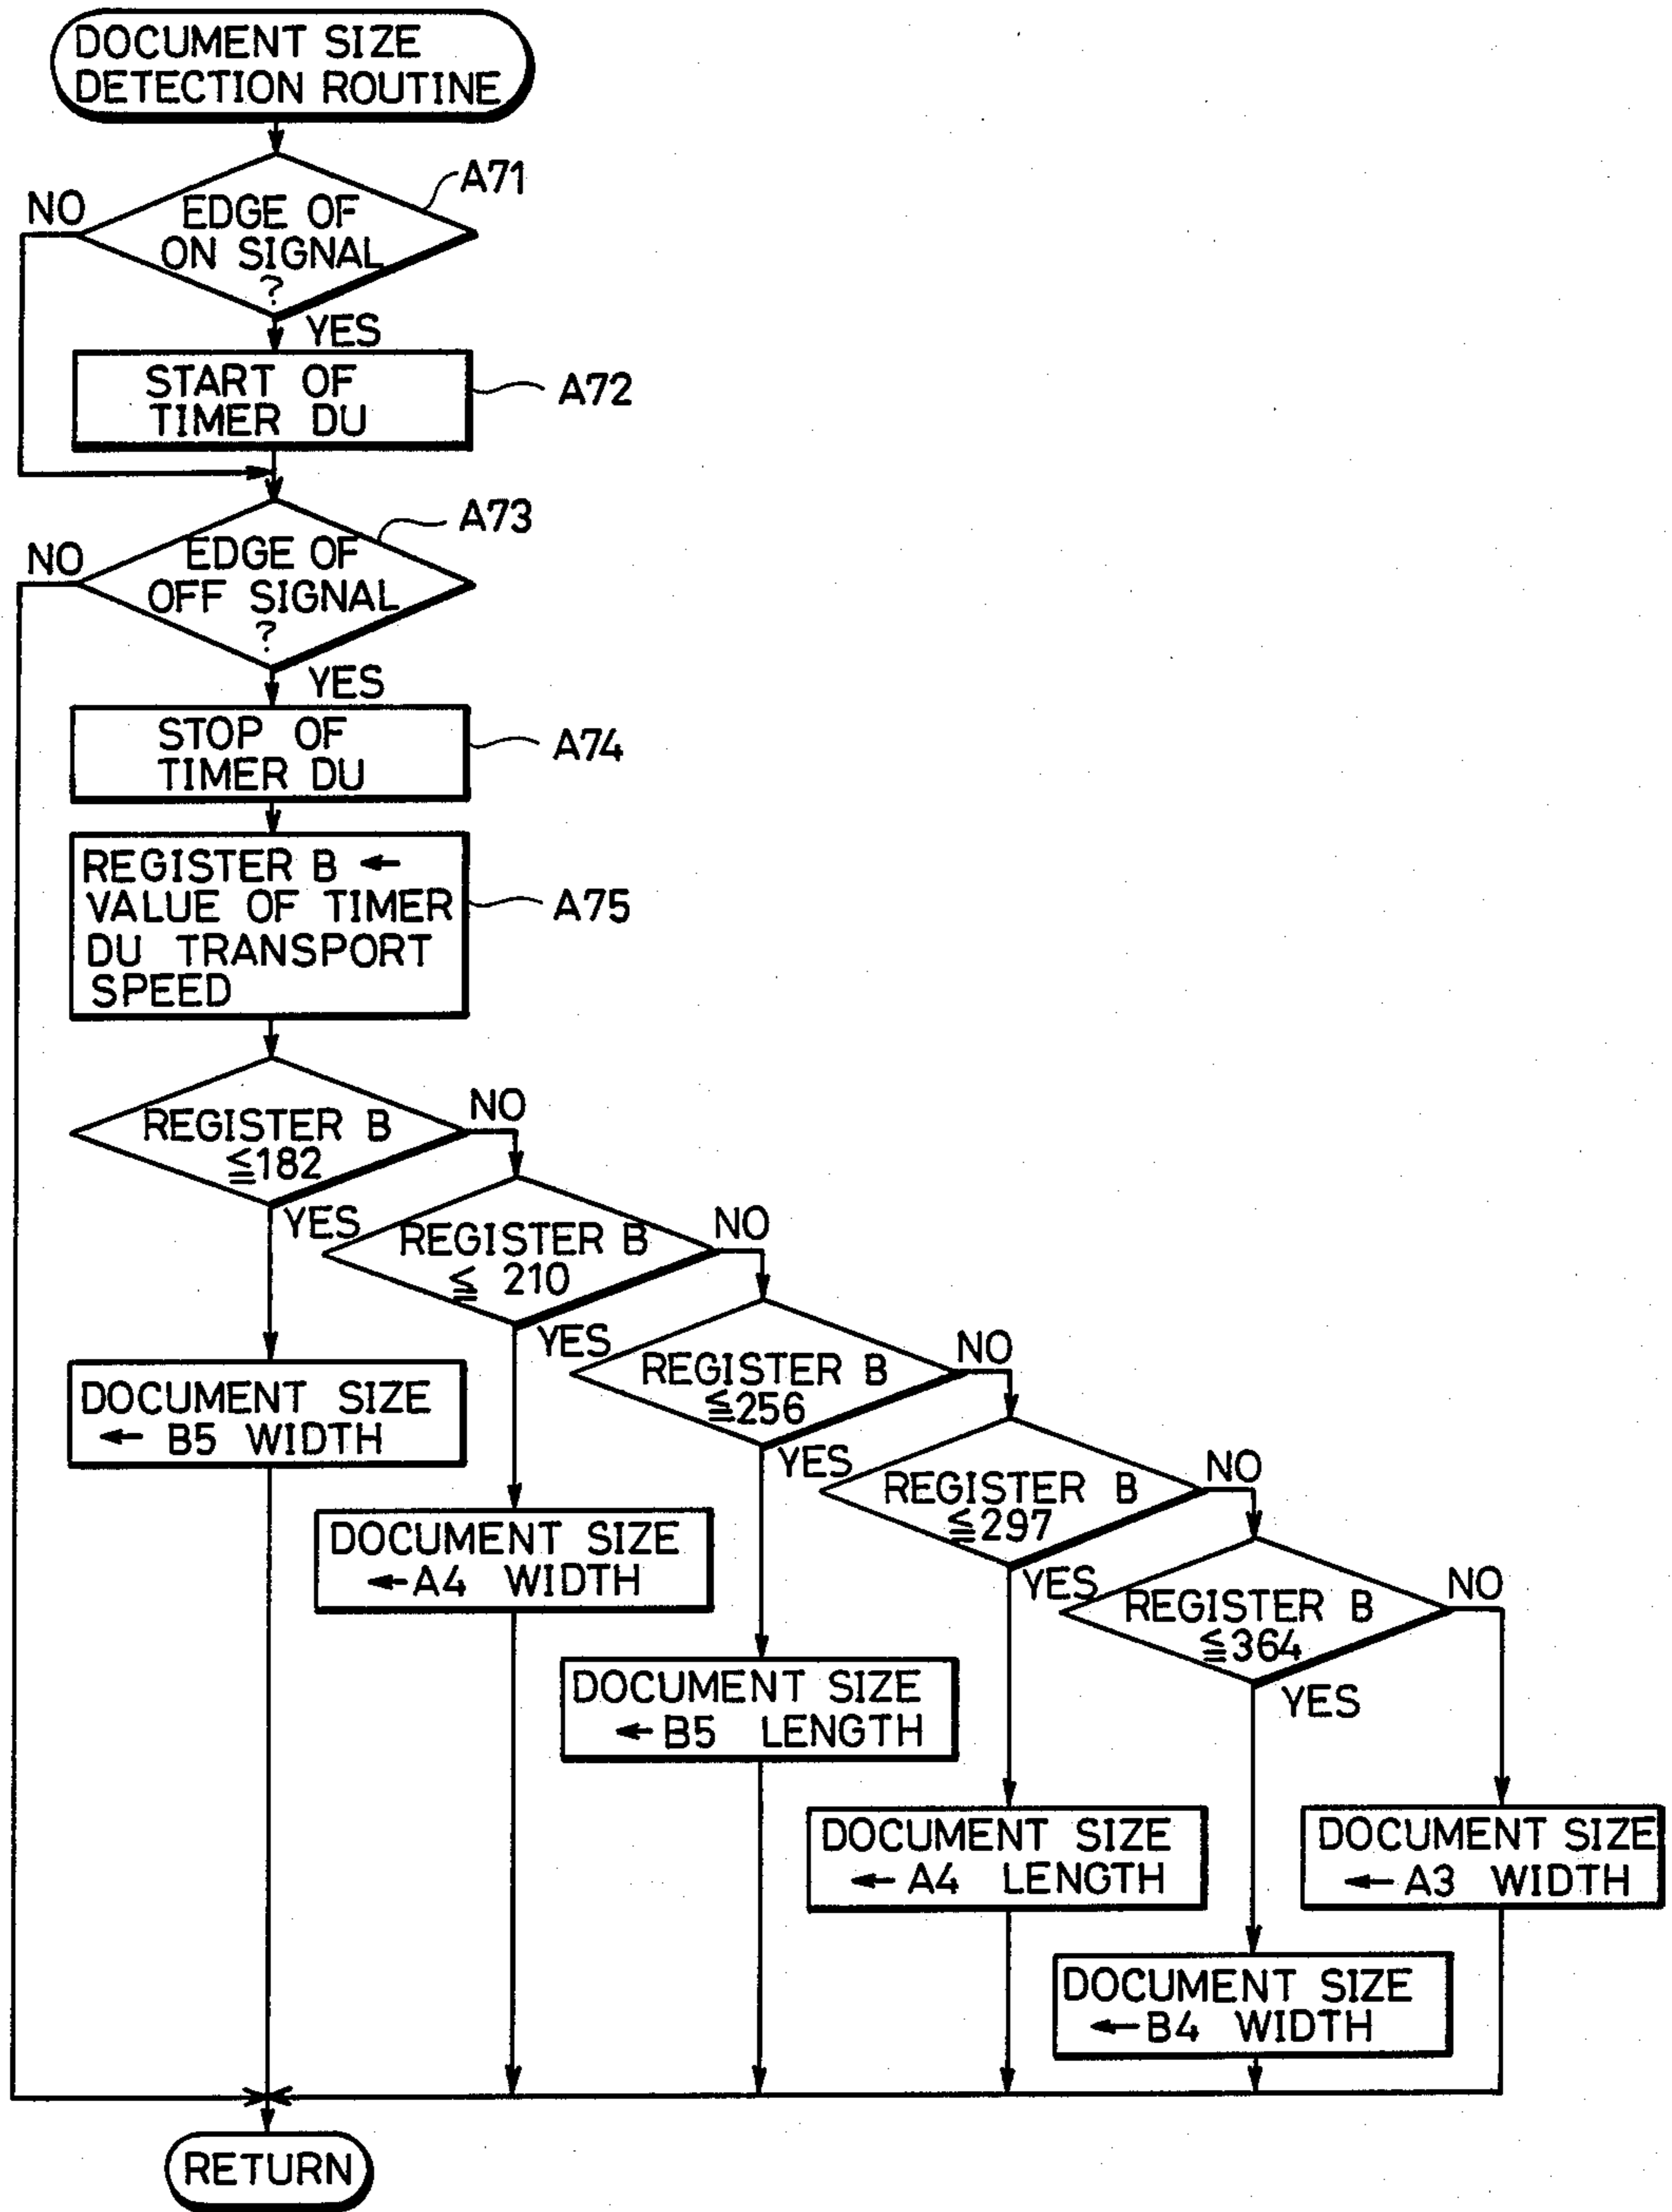 DOCUMENT SIZE
DETECTION ROUTINE
A71
NO
EDGE OF
ON SIGNAL
?
YES
START OF
TIMER DU
A72
A73
NO
EDGE OF
OFF SIGNAL
?
YES
STOP OF
TIMER DU
A74
REGISTER B ←
VALUE OF TIMER
DU TRANSPORT
SPEED
A75
REGISTER B
≦182
NO
YES
REGISTER B
≦ 210
NO
YES
REGISTER B
≦256
NO
YES
REGISTER B
≦297
NO
YES
REGISTER B
≦364
NO
YES
DOCUMENT SIZE
← B5 WIDTH
DOCUMENT SIZE
←A4 WIDTH
DOCUMENT SIZE
←B5 LENGTH
DOCUMENT SIZE
← A4 LENGTH
DOCUMENT SIZE
←A3 WIDTH
DOCUMENT SIZE
←B4 WIDTH
RETURN